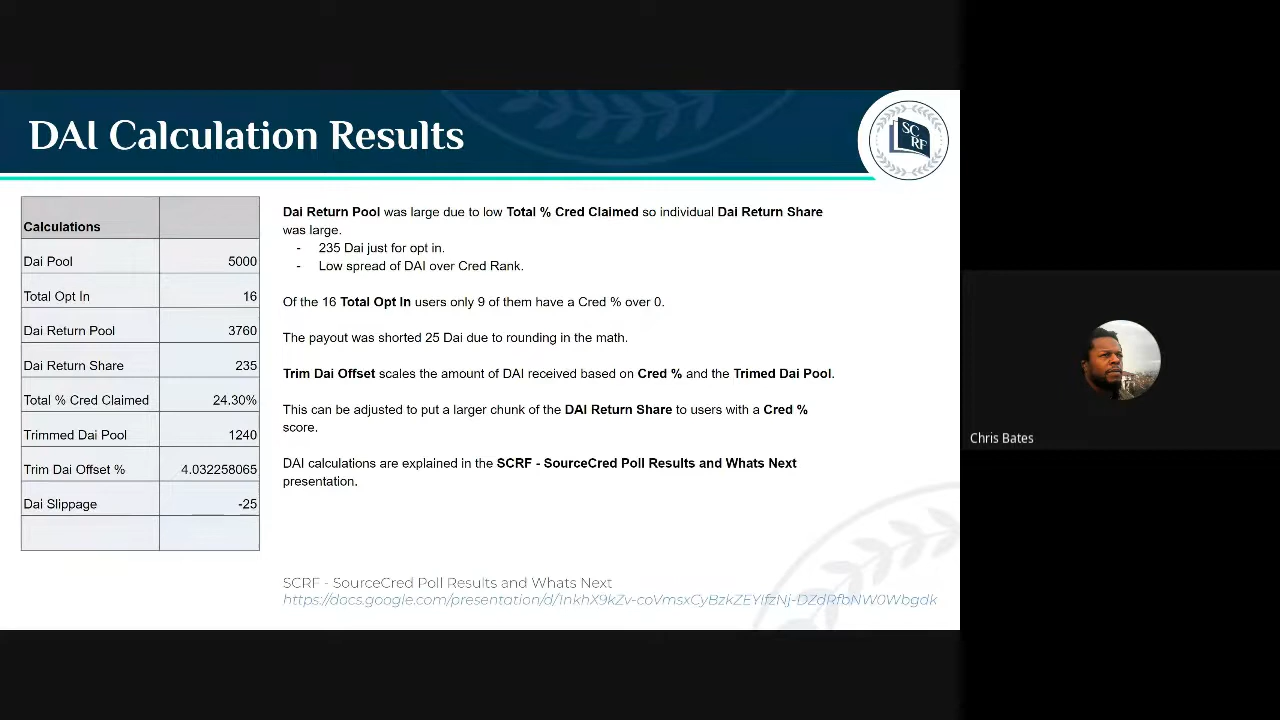 DAI Calculation Results
SC
RF
Calculations
Dai Pool 5000
Total Opt In 16
Dai Return Pool 3760
Dai Return Share 235
Total % Cred Claimed 24.30%
Trimmed Dai Pool 1240
Trim Dai Offset % 4.032258065
Dai Slippage -25
Dai Return Pool was large due to low Total % Cred Claimed so individual Dai Return Share
was large.
- 235 Dai just for opt in.
- Low spread of DAI over Cred Rank.
Of the 16 Total Opt In users only 9 of them have a Cred % over 0.
The payout was shorted 25 Dai due to rounding in the math.
Trim Dai Offset scales the amount of DAI received based on Cred % and the Trimed Dai Pool.
This can be adjusted to put a larger chunk of the DAI Return Share to users with a Cred %
score.
DAI calculations are explained in the SCRF - SourceCred Poll Results and Whats Next
presentation.
SCRF - SourceCred Poll Results and Whats Next
https://docs.google.com/presentation/d/1nkhX9kZv-coVmsxCyBzkZEYIfzNj-DZdRfbNW0Wbgdk
Chris Bates